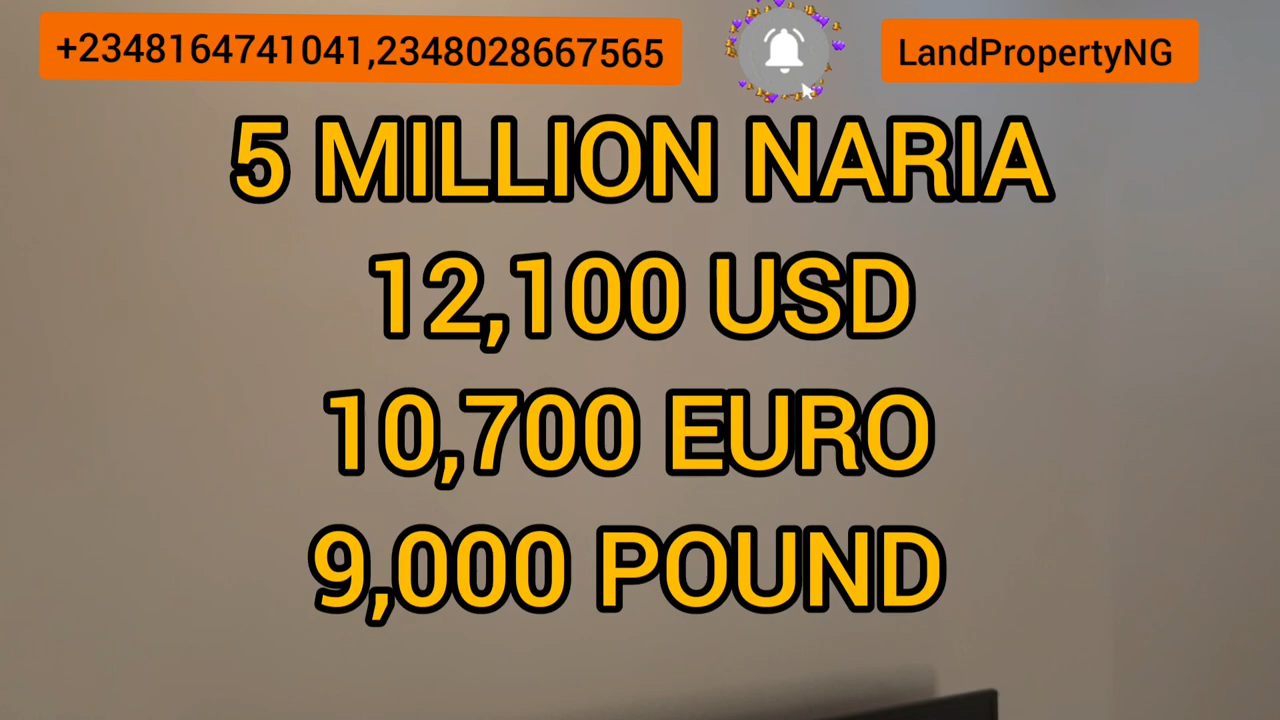 +2348164741041,2348028667565
LandPropertyNG
5 MILLION NARIA
12,100 USD
10,700 EURO
9,000 POUND